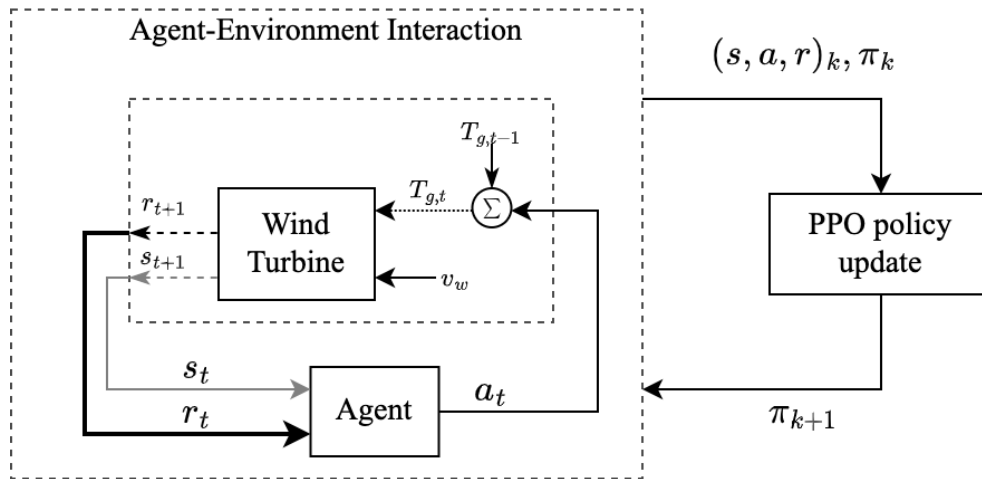 Agent-Environment Interaction
(s, a, r)_k, π_k
T_{g,t−1}
T_{g,t}
Σ
r_{t+1}
Wind
Turbine
s_{t+1}
v_w
PPO policy
update
s_t
Agent
a_t
r_t
π_{k+1}